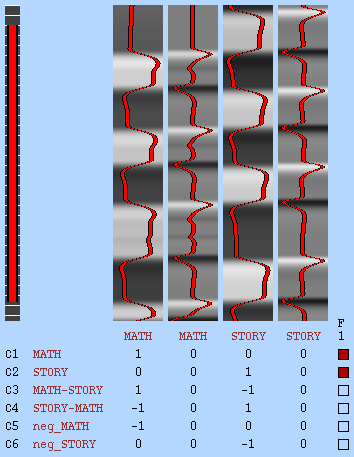 F
MATH MATH STORY STORY 1
C1 MATH 1 0 0 0
C2 STORY 0 0 1 0
C3 MATH-STORY 1 0 -1 0
C4 STORY-MATH -1 0 1 0
C5 neg_MATH -1 0 0 0
C6 neg_STORY 0 0 -1 0